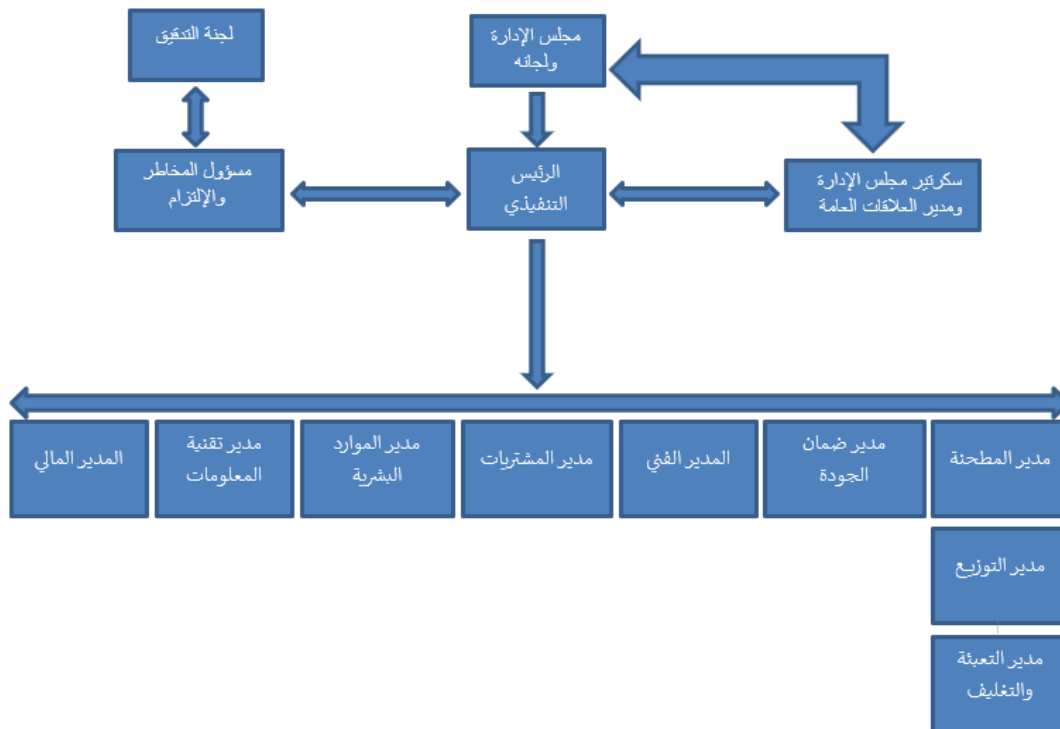 مجلس الإدارة
ولجانه
لجنة التدقيق
سكرتير مجلس الإدارة
ومدير العلاقات العامة
الرئيس
التنفيذي
مسؤول المخاطر
والإلتزام
مدير المطحنة
مدير ضمان
الجودة
المدير الفني
مدير المشتريات
مدير الموارد
البشرية
مدير تقنية
المعلومات
المدير المالي
مدير التوزيع
مدير التعبئة
والتغليف